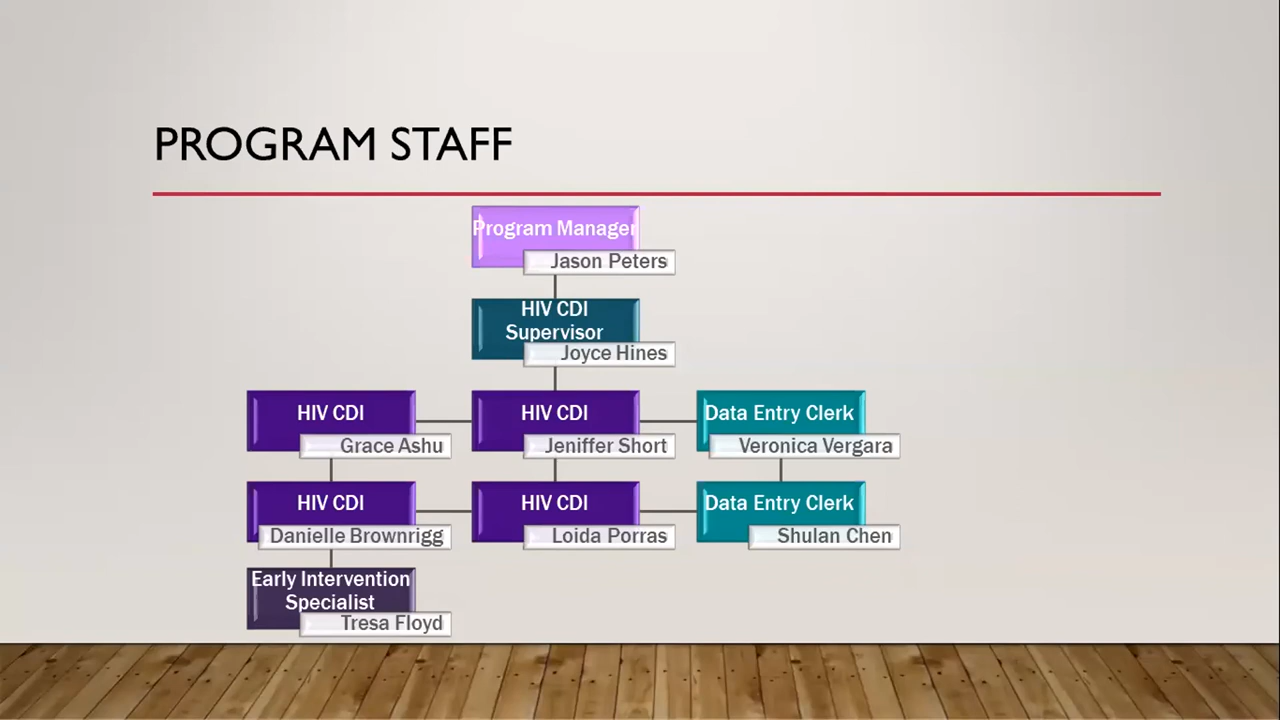 PROGRAM STAFF
Program Manager
Jason Peters
HIV CDI
Supervisor
Joyce Hines
HIV CDI
Grace Ashu
HIV CDI
Jeniffer Short
Data Entry Clerk
Veronica Vergara
HIV CDI
Danielle Brownrigg
HIV CDI
Loida Porras
Data Entry Clerk
Shulan Chen
Early Intervention
Specialist
Tresa Floyd